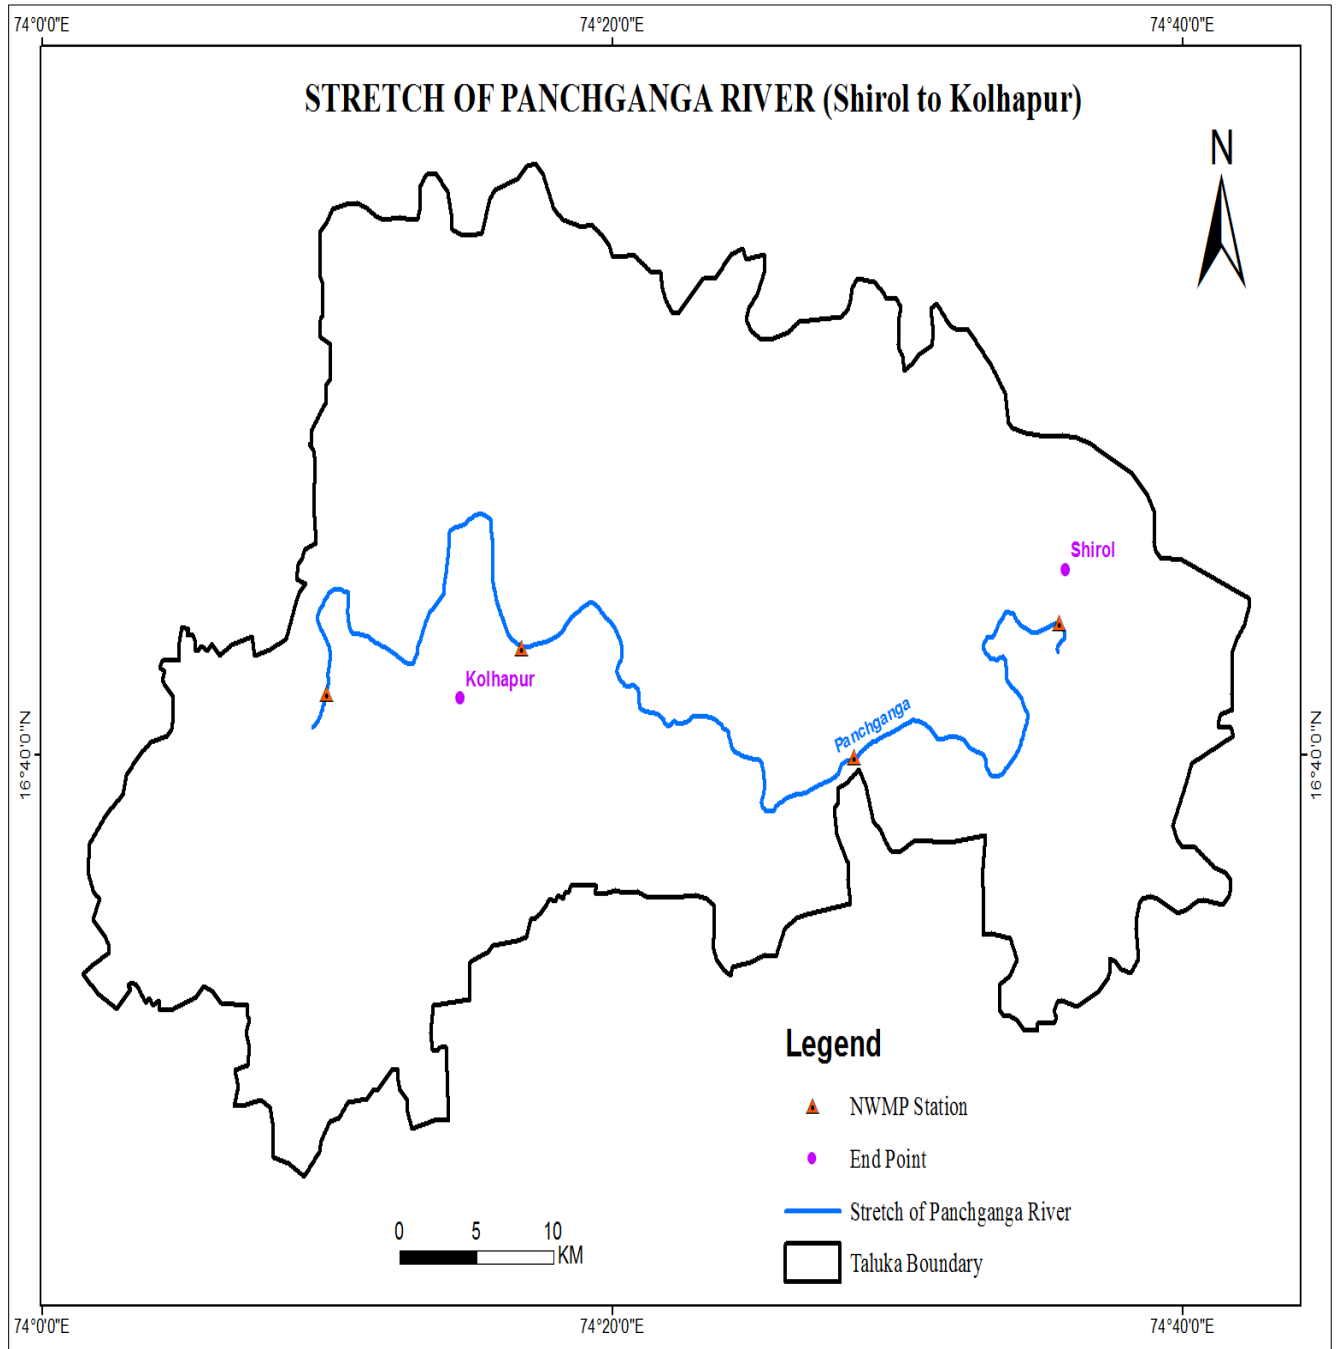 74°0'0"E
74°20'0"E
74°40'0"E
STRETCH OF PANCHGANGA RIVER (Shirol to Kolhapur)
N
Shirol
Kolhapur
Panchganga
16°40'0"N
16°40'0"N
Legend
NWMP Station
End Point
Stretch of Panchganga River
Taluka Boundary
0 5 10
KM
74°0'0"E
74°20'0"E
74°40'0"E